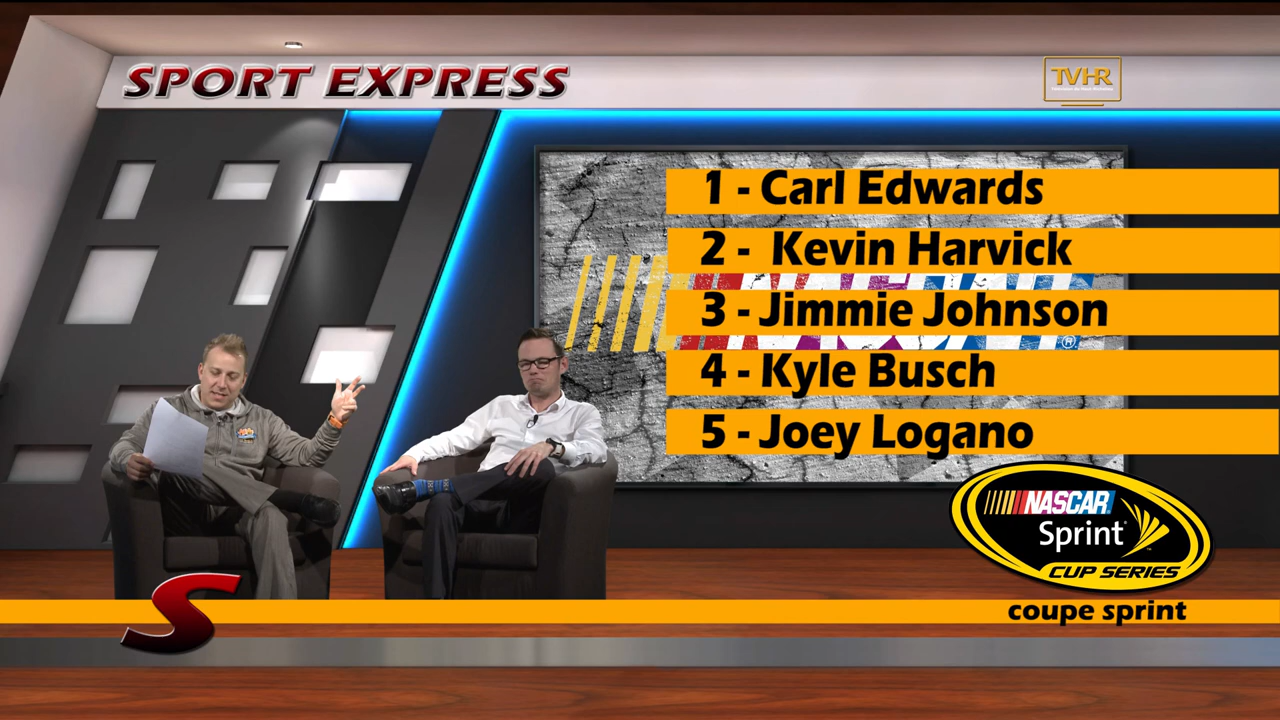 SPORT EXPRESS
TVHR
1 - Carl Edwards
2 - Kevin Harvick
3 - Jimmie Johnson
4 - Kyle Busch
5 - Joey Logano
NASCAR
Sprint
CUP SERIES
coupe sprint
S